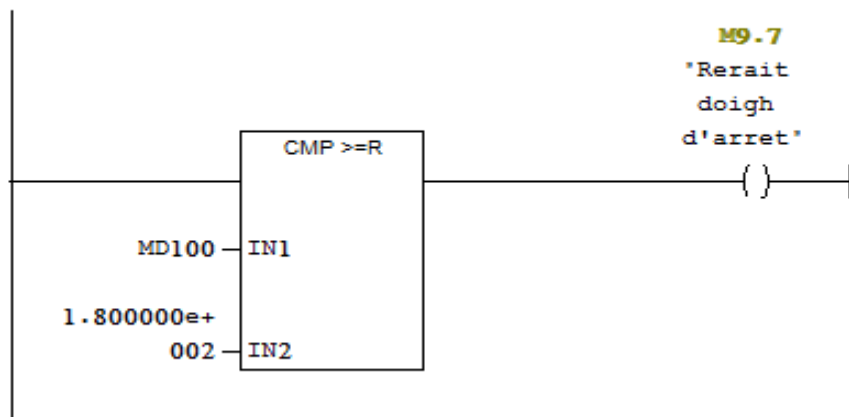 M9.7
"Rerait
doigh
d'arret"
CMP >=R
MD100
IN1
1.800000e+
002
IN2